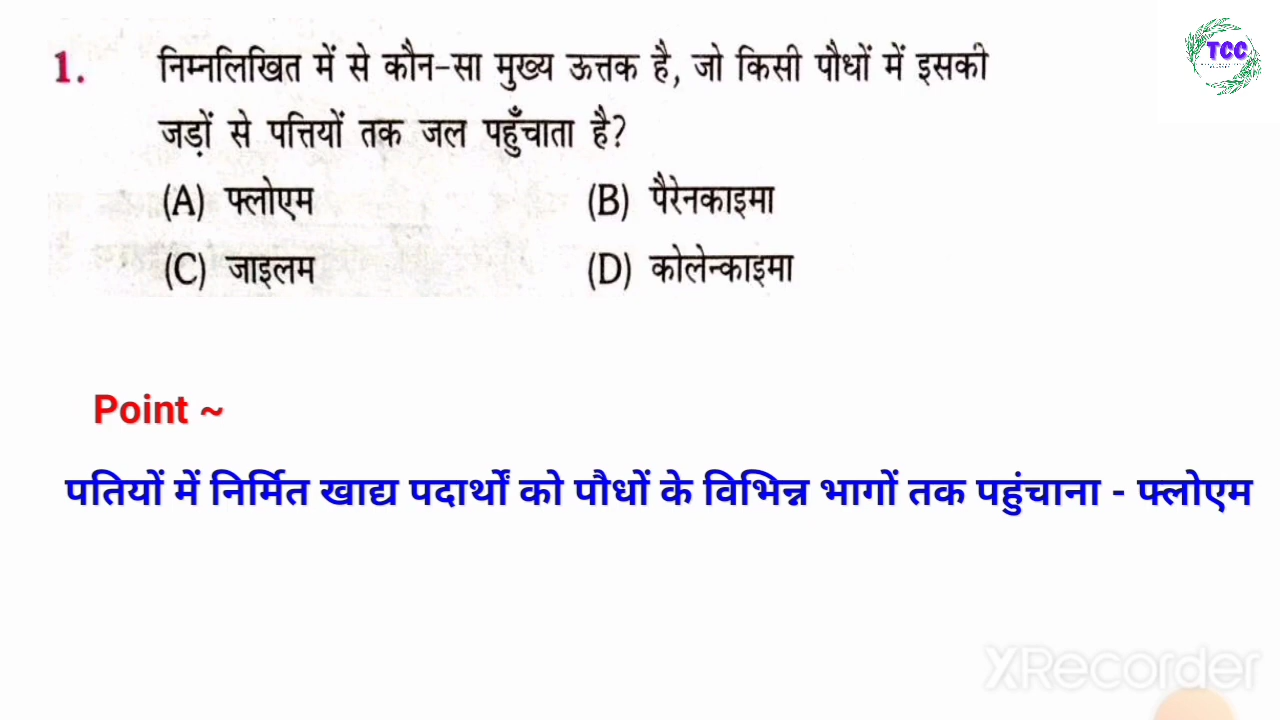 TCC
1. निम्नलिखित में से कौन-सा मुख्य ऊत्तक है, जो किसी पौधों में इसकी
जड़ों से पत्तियों तक जल पहुँचाता है?
(A) फ्लोएम (B) पैरेनकाइमा
(C) जाइलम (D) कोलेन्काइमा
Point ~
पतियों में निर्मित खाद्य पदार्थों को पौधों के विभिन्न भागों तक पहुंचाना - फ्लोएम
XRecorder